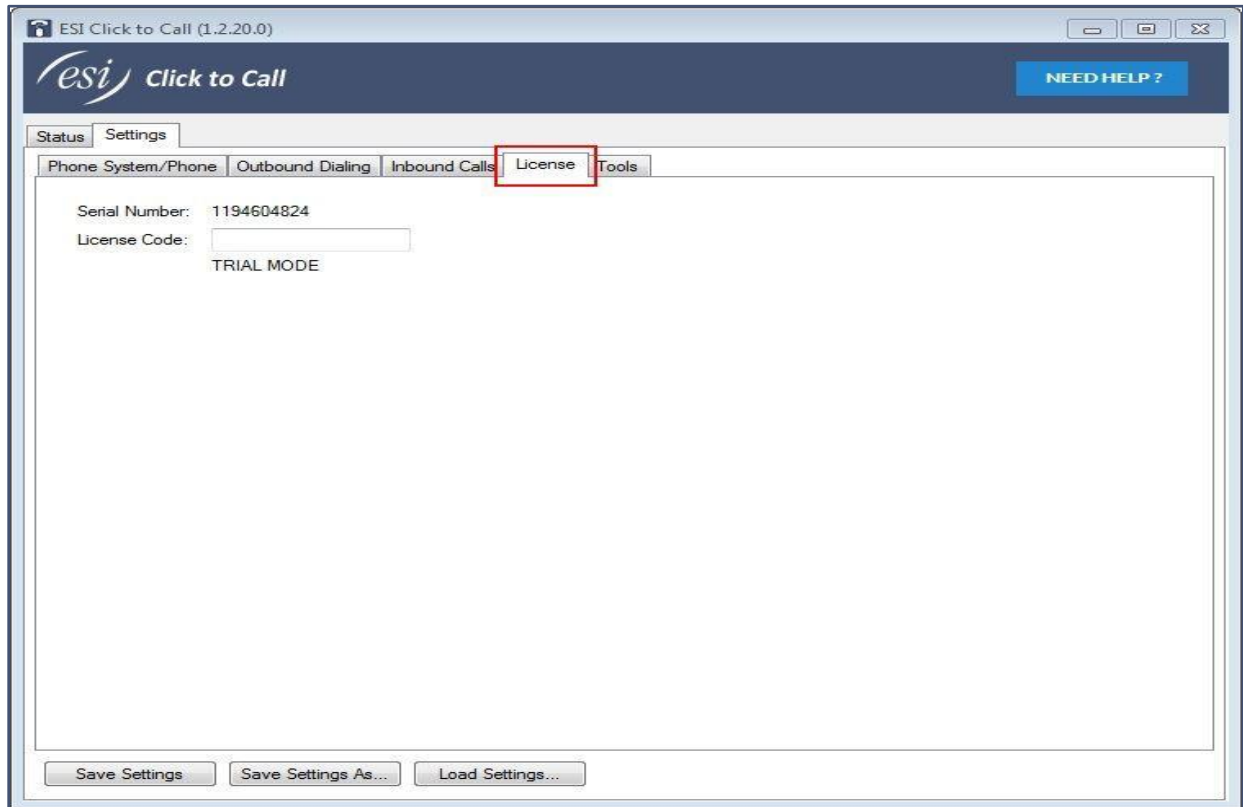 ESI Click to Call (1.2.20.0)
esi Click to Call
NEED HELP ?
Status Settings
Phone System/Phone Outbound Dialing Inbound Calls License Tools
Serial Number: 1194604824
License Code:
TRIAL MODE
Save Settings Save Settings As... Load Settings...